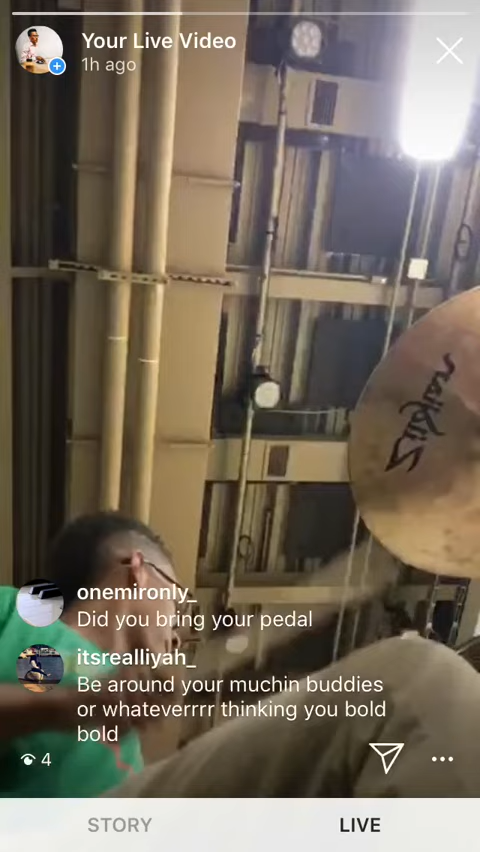 Your Live Video
1h ago
Zildjian
onemironly_
Did you bring your pedal
itsrealliyah_
Be around your muchin buddies
or whateverrrr thinking you bold
bold
4
STORY
LIVE